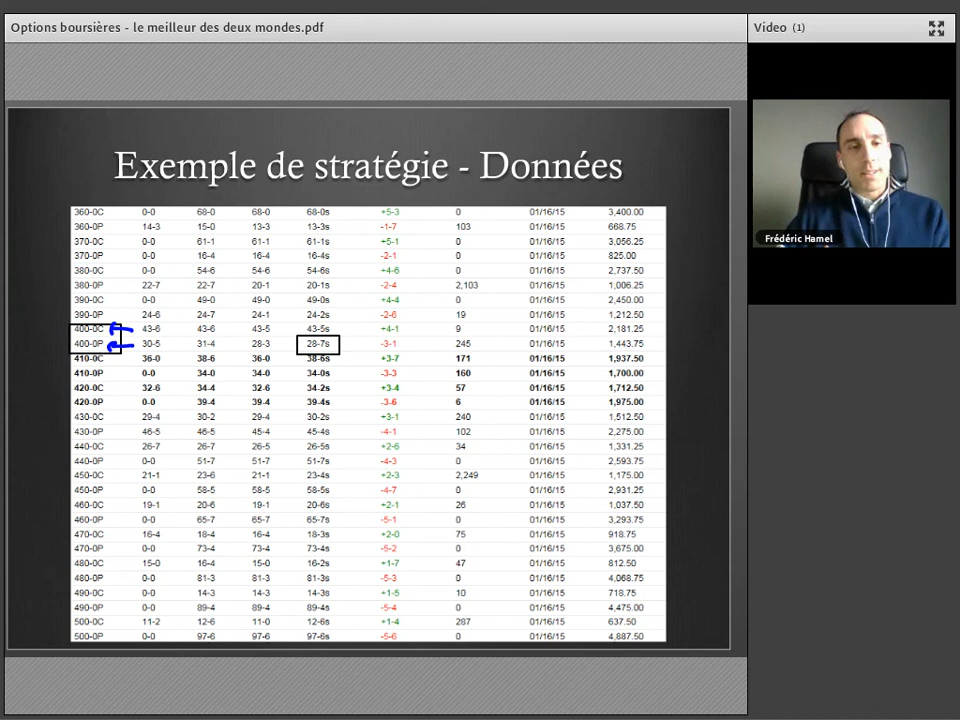 Options boursières - le meilleur des deux mondes.pdf
Video (1)
Exemple de stratégie - Données
360-0C 0-0 68-0 68-0 68-0s +5-3 0 01/16/15 3,400.00
360-0P 14-3 15-0 13-3 13-3s -1-7 103 01/16/15 668.75
370-0C 0-0 61-1 61-1 61-1s +5-1 0 01/16/15 3,056.25
370-0P 0-0 16-4 16-4 16-4s -2-1 0 01/16/15 825.00
380-0C 0-0 54-6 54-6 54-6s +4-6 0 01/16/15 2,737.50
380-0P 22-7 22-7 20-1 20-1s -2-4 2,103 01/16/15 1,006.25
390-0C 0-0 49-0 49-0 49-0s +4-4 0 01/16/15 2,450.00
390-0P 24-6 24-7 24-1 24-2s -2-6 19 01/16/15 1,212.50
400-0C 43-6 43-6 43-5 43-5s +4-1 9 01/16/15 2,181.25
400-0P 30-5 31-4 28-3 28-7s -3-1 245 01/16/15 1,443.75
410-0C 36-0 38-6 36-0 38-6s +3-7 171 01/16/15 1,937.50
410-0P 0-0 34-0 34-0 34-0s -3-3 160 01/16/15 1,700.00
420-0C 32-6 34-4 32-6 34-2s +3-4 57 01/16/15 1,712.50
420-0P 0-0 39-4 39-4 39-4s -3-6 6 01/16/15 1,975.00
430-0C 29-4 30-2 29-4 30-2s +3-1 240 01/16/15 1,512.50
430-0P 46-5 46-5 45-4 45-4s -4-1 102 01/16/15 2,275.00
440-0C 26-7 26-7 26-5 26-5s +2-6 34 01/16/15 1,331.25
440-0P 0-0 51-7 51-7 51-7s -4-3 0 01/16/15 2,593.75
450-0C 21-1 23-6 21-1 23-4s +2-3 2,249 01/16/15 1,175.00
450-0P 0-0 58-5 58-5 58-5s -4-7 0 01/16/15 2,931.25
460-0C 19-1 20-6 19-1 20-6s +2-1 26 01/16/15 1,037.50
460-0P 0-0 65-7 65-7 65-7s -5-1 0 01/16/15 3,293.75
470-0C 16-4 18-4 16-4 18-3s +2-0 75 01/16/15 918.75
470-0P 0-0 73-4 73-4 73-4s -5-2 0 01/16/15 3,675.00
480-0C 15-0 16-4 15-0 16-2s +1-7 47 01/16/15 812.50
480-0P 0-0 81-3 81-3 81-3s -5-3 0 01/16/15 4,068.75
490-0C 0-0 14-3 14-3 14-3s +1-5 10 01/16/15 718.75
490-0P 0-0 89-4 89-4 89-4s -5-4 0 01/16/15 4,475.00
500-0C 11-2 12-6 11-0 12-6s +1-4 287 01/16/15 637.50
500-0P 0-0 97-6 97-6 97-6s -5-6 0 01/16/15 4,887.50
Frédéric Hamel